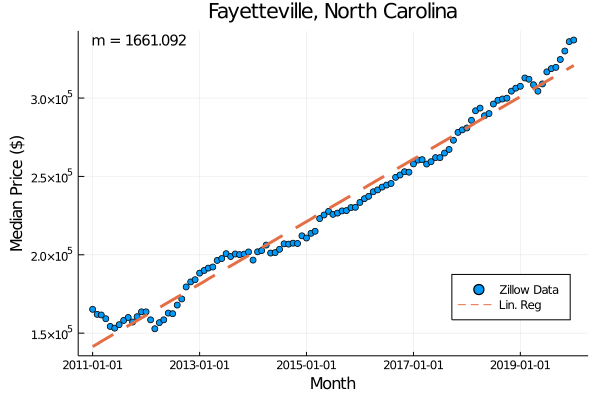 Fayetteville, North Carolina
m = 1661.092
Median Price ($)
3.0×10⁵
2.5×10⁵
2.0×10⁵
1.5×10⁵
Zillow Data
Lin. Reg
2011-01-01 2013-01-01 2015-01-01 2017-01-01 2019-01-01
Month